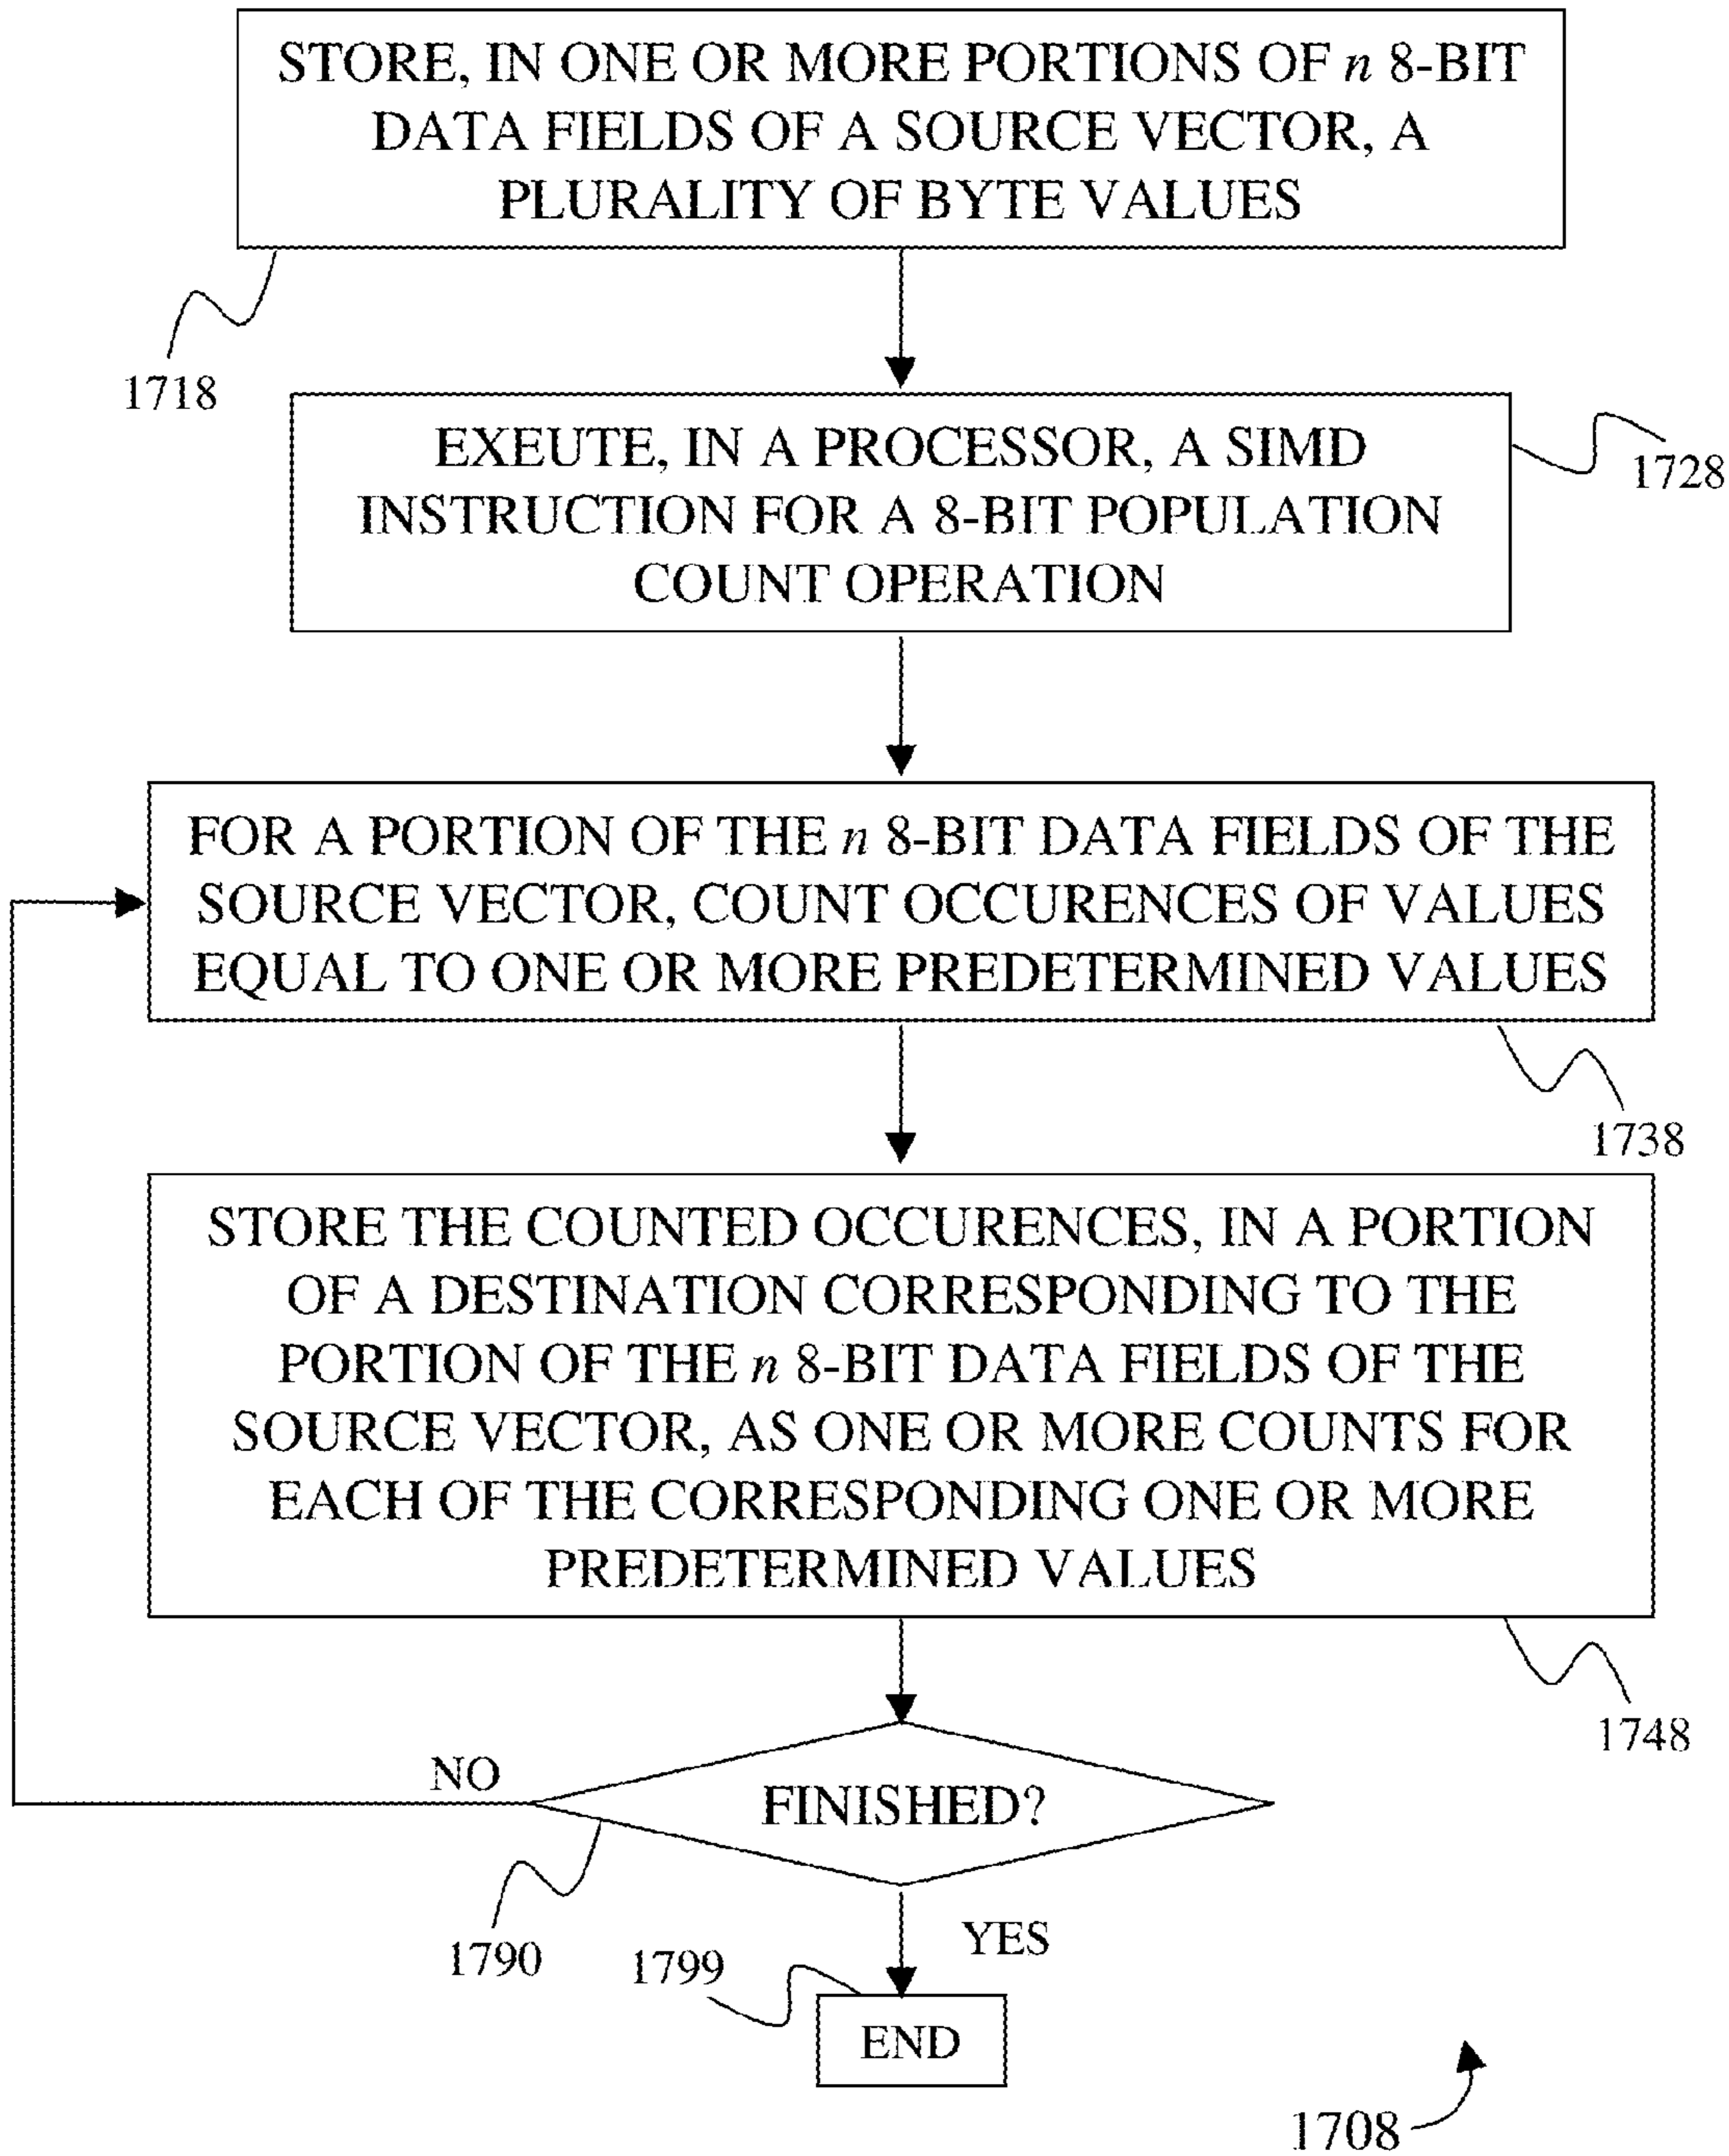 STORE, IN ONE OR MORE PORTIONS OF n 8-BIT
DATA FIELDS OF A SOURCE VECTOR, A
PLURALITY OF BYTE VALUES
1718
EXEUTE, IN A PROCESSOR, A SIMD
INSTRUCTION FOR A 8-BIT POPULATION
COUNT OPERATION
1728
FOR A PORTION OF THE n 8-BIT DATA FIELDS OF THE
SOURCE VECTOR, COUNT OCCURENCES OF VALUES
EQUAL TO ONE OR MORE PREDETERMINED VALUES
1738
STORE THE COUNTED OCCURENCES, IN A PORTION
OF A DESTINATION CORRESPONDING TO THE
PORTION OF THE n 8-BIT DATA FIELDS OF THE
SOURCE VECTOR, AS ONE OR MORE COUNTS FOR
EACH OF THE CORRESPONDING ONE OR MORE
PREDETERMINED VALUES
1748
NO
FINISHED?
1790
YES
1799
END
1708